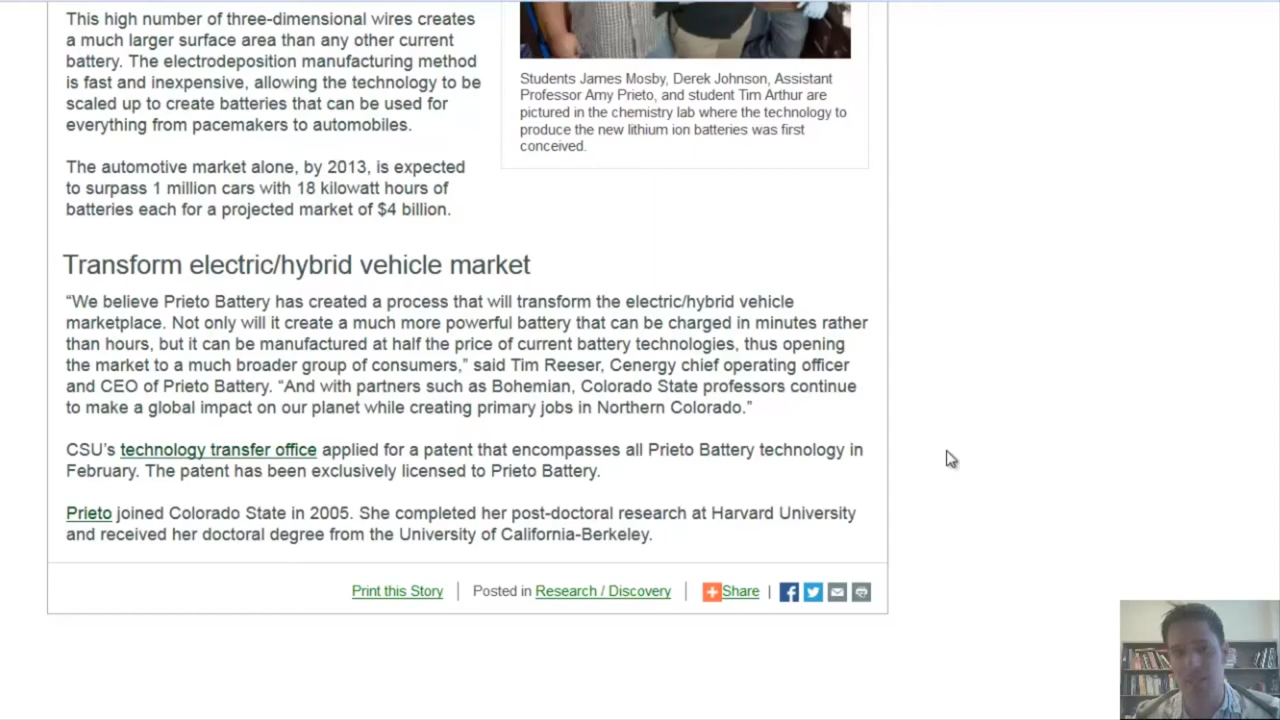 This high number of three-dimensional wires creates
a much larger surface area than any other current
battery. The electrodeposition manufacturing method
is fast and inexpensive, allowing the technology to be
scaled up to create batteries that can be used for
everything from pacemakers to automobiles.
The automotive market alone, by 2013, is expected
to surpass 1 million cars with 18 kilowatt hours of
batteries each for a projected market of $4 billion.
Students James Mosby, Derek Johnson, Assistant
Professor Amy Prieto, and student Tim Arthur are
pictured in the chemistry lab where the technology to
produce the new lithium ion batteries was first
conceived.
Transform electric/hybrid vehicle market
“We believe Prieto Battery has created a process that will transform the electric/hybrid vehicle
marketplace. Not only will it create a much more powerful battery that can be charged in minutes rather
than hours, but it can be manufactured at half the price of current battery technologies, thus opening
the market to a much broader group of consumers,” said Tim Reeser, Cenergy chief operating officer
and CEO of Prieto Battery. “And with partners such as Bohemian, Colorado State professors continue
to make a global impact on our planet while creating primary jobs in Northern Colorado.”
CSU’s technology transfer office applied for a patent that encompasses all Prieto Battery technology in
February. The patent has been exclusively licensed to Prieto Battery.
Prieto joined Colorado State in 2005. She completed her post-doctoral research at Harvard University
and received her doctoral degree from the University of California-Berkeley.
Print this Story | Posted in Research / Discovery | Share |